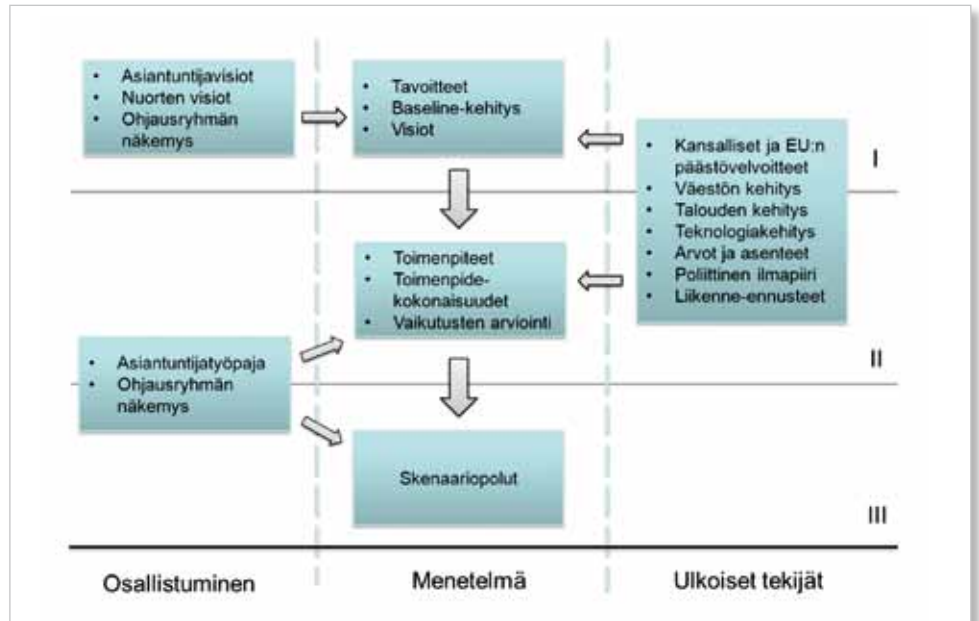 • Asiantuntijavisiot
• Nuorten visiot
• Ohjausryhmän
näkemys
• Tavoitteet
• Baseline-kehitys
• Visiot
• Kansalliset ja EU:n
päästövelvoitteet
• Väestön kehitys
• Talouden kehitys
• Teknologiakehitys
• Arvot ja asenteet
• Poliittinen ilmapiiri
• Liikenne-ennusteet
I
• Toimenpiteet
• Toimenpide-
kokonaisuudet
• Vaikutusten arviointi
• Asiantuntijatyöpaja
• Ohjausryhmän
näkemys
II
Skenaariopolut
III
Osallistuminen
Menetelmä
Ulkoiset tekijät